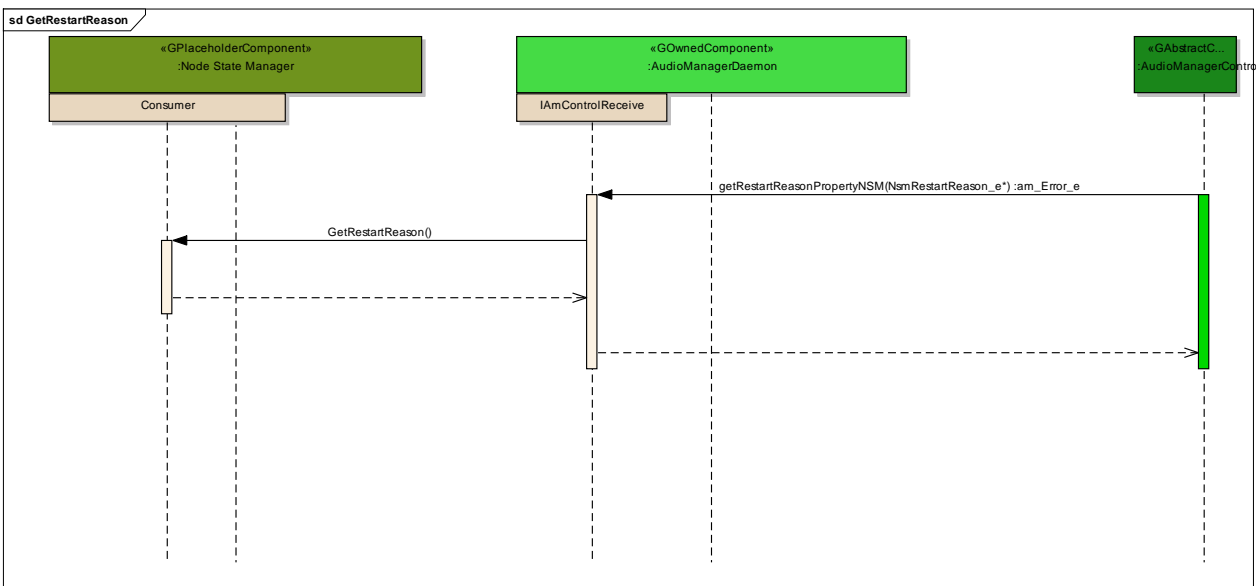 sd GetRestartReason
«GPlaceholderComponent»
:Node State Manager
«GOwnedComponent»
:AudioManagerDaemon
«GAbstractC...
:AudioManagerContro
Consumer
IAmControlReceive
getRestartReasonPropertyNSM(NsmRestartReason_e*) :am_Error_e
GetRestartReason()